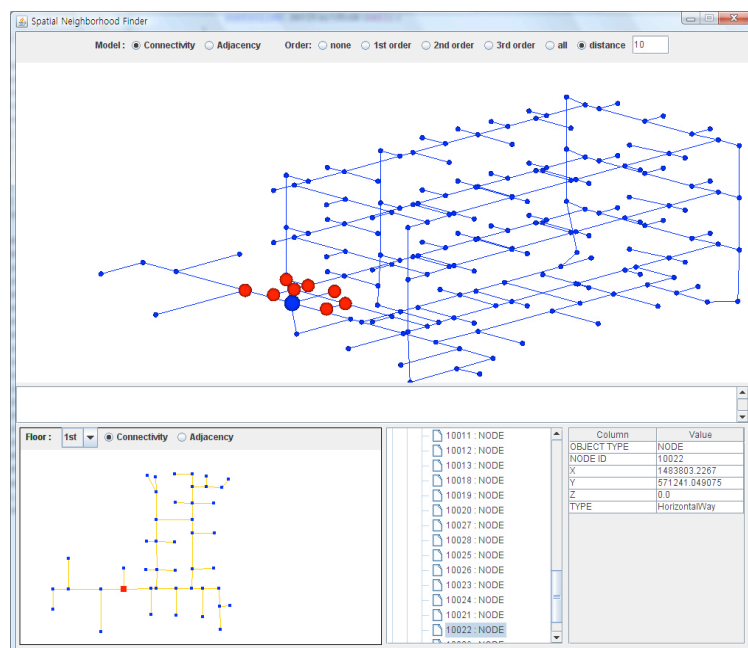 Spatial Neighborhood Finder
Model : Connectivity Adjacency Order: none 1st order 2nd order 3rd order all distance 10
Floor : 1st Connectivity Adjacency
10011 : NODE
10012 : NODE
10013 : NODE
10018 : NODE
10019 : NODE
10020 : NODE
10027 : NODE
10028 : NODE
10025 : NODE
10026 : NODE
10023 : NODE
10024 : NODE
10021 : NODE
10022 : NODE
Column Value
OBJECT TYPE NODE
NODE ID 10022
X 1483803.2267
Y 571241.049075
Z 0.0
TYPE HorizontalWay